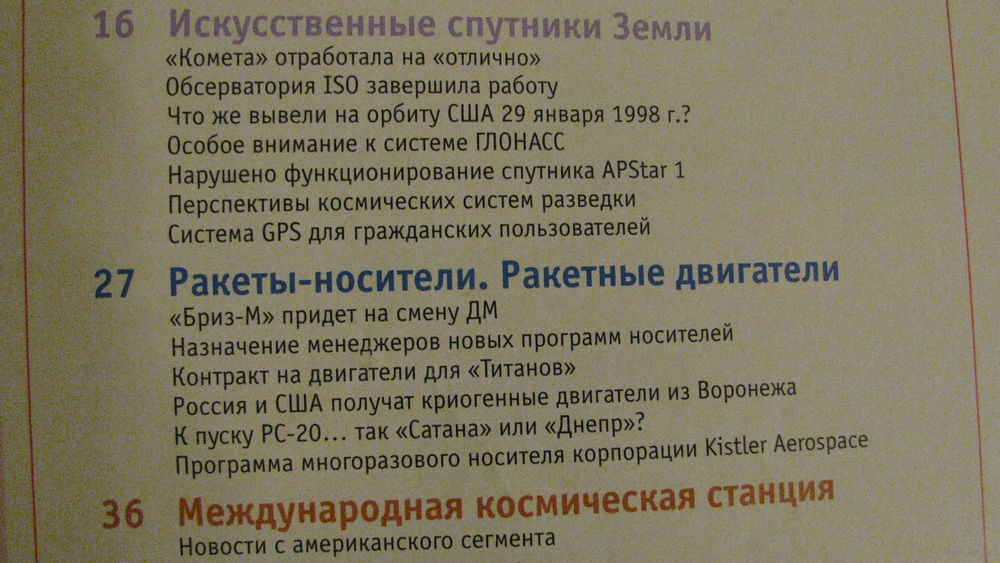 16 Искусственные спутники Земли
«Комета» отработала на «отлично»
Обсерватория ISO завершила работу
Что же вывели на орбиту США 29 января 1998 г.?
Особое внимание к системе ГЛОНАСС
Нарушено функционирование спутника APStar 1
Перспективы космических систем разведки
Система GPS для гражданских пользователей
27 Ракеты-носители. Ракетные двигатели
«Бриз-М» придет на смену ДМ
Назначение менеджеров новых программ носителей
Контракт на двигатели для «Титанов»
Россия и США получат криогенные двигатели из Воронежа
К пуску РС-20... так «Сатана» или «Днепр»?
Программа многоразового носителя корпорации Kistler Aerospace
36 Международная космическая станция
Новости с американского сегмента